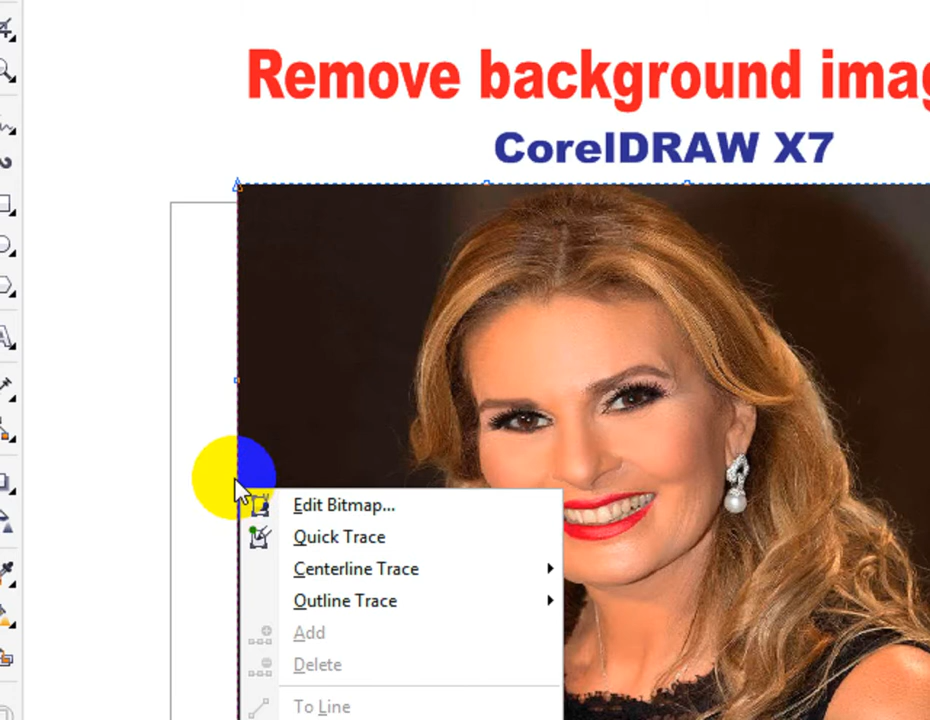 Remove background imag
CorelDRAW X7
Edit Bitmap...
Quick Trace
Centerline Trace
Outline Trace
Add
Delete
To Line